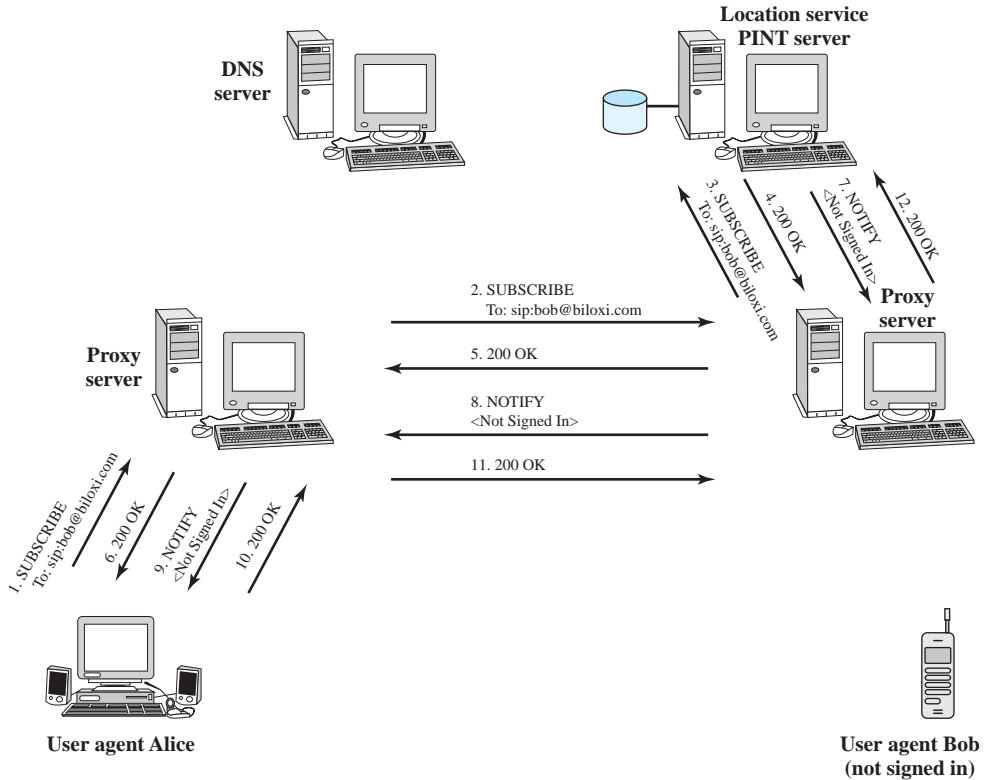 Location service
PINT server
DNS
server
3. SUBSCRIBE
To: sip:bob@biloxi.com
4. 200 OK
7. NOTIFY
<Not Signed In>
12. 200 OK
2. SUBSCRIBE
To: sip:bob@biloxi.com
Proxy
server
5. 200 OK
Proxy
server
8. NOTIFY
<Not Signed In>
11. 200 OK
1. SUBSCRIBE
To: sip:bob@biloxi.com
6. 200 OK
9. NOTIFY
<Not Signed In>
10. 200 OK
User agent Alice
User agent Bob
(not signed in)